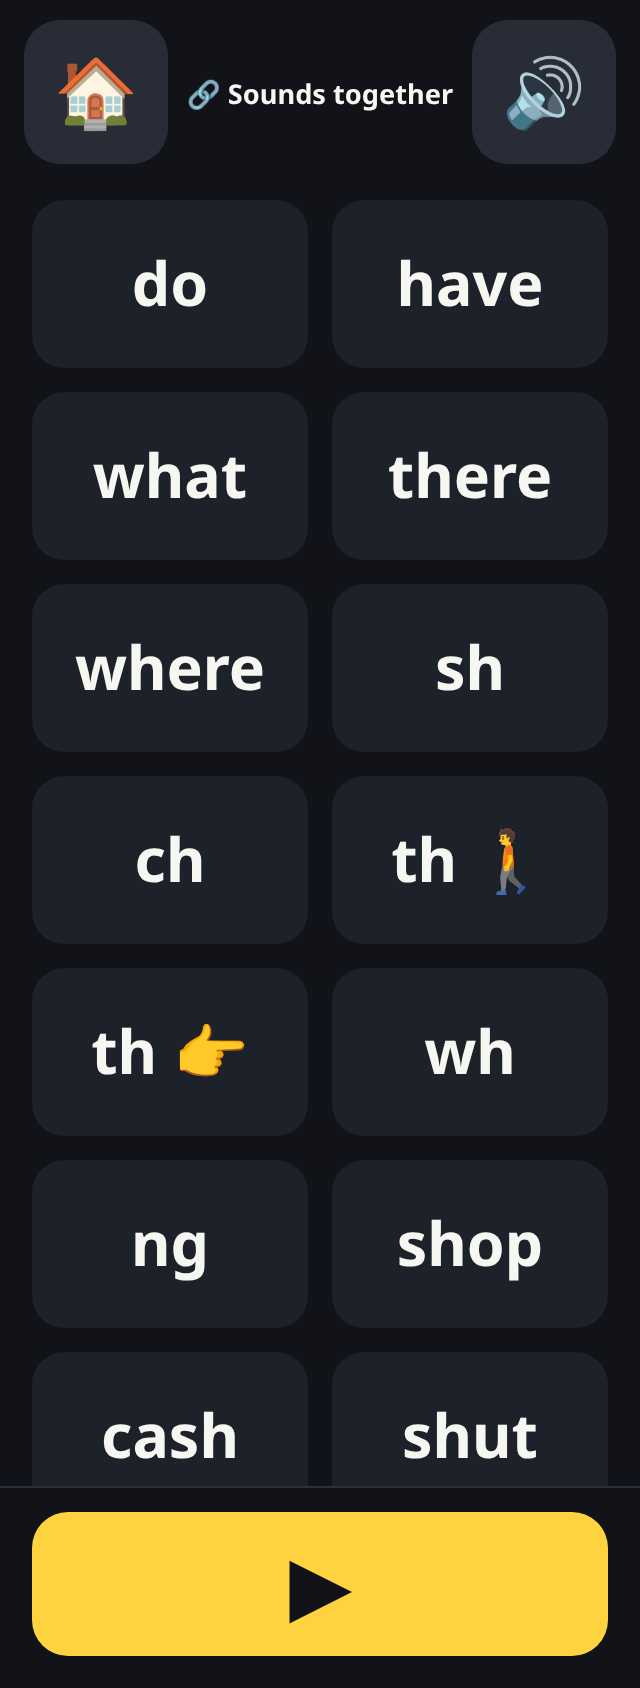 Sounds together
do
have
what
there
where
sh
ch
th
th
wh
ng
shop
cash
shut